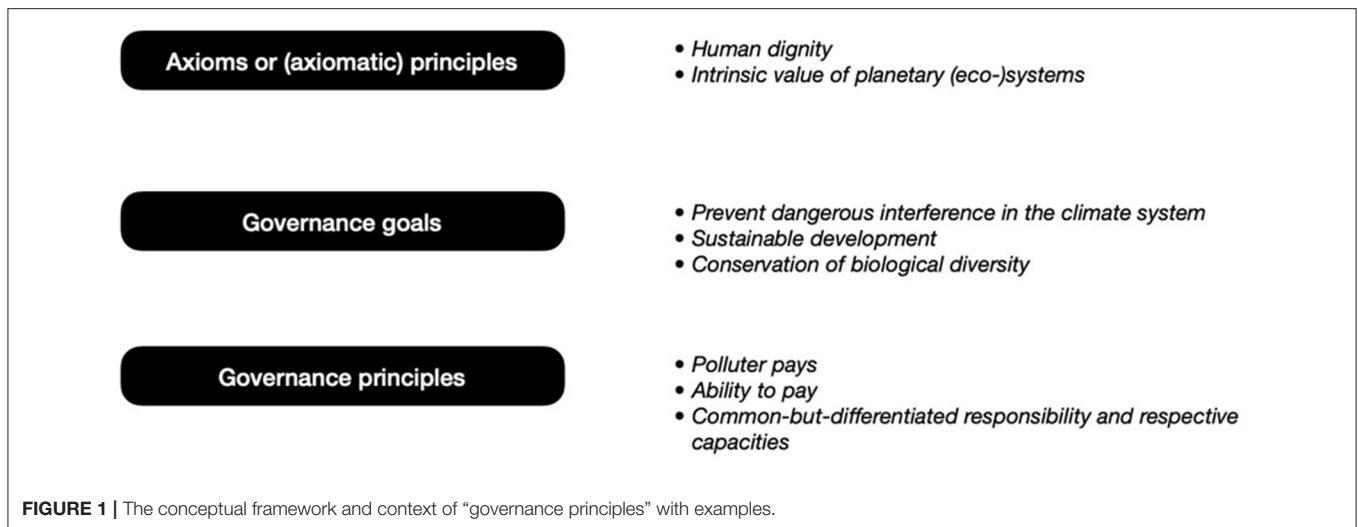 Axioms or (axiomatic) principles
• Human dignity
• Intrinsic value of planetary (eco-)systems
Governance goals
• Prevent dangerous interference in the climate system
• Sustainable development
• Conservation of biological diversity
Governance principles
• Polluter pays
• Ability to pay
• Common-but-differentiated responsibility and respective
capacities
FIGURE 1 | The conceptual framework and context of “governance principles” with examples.